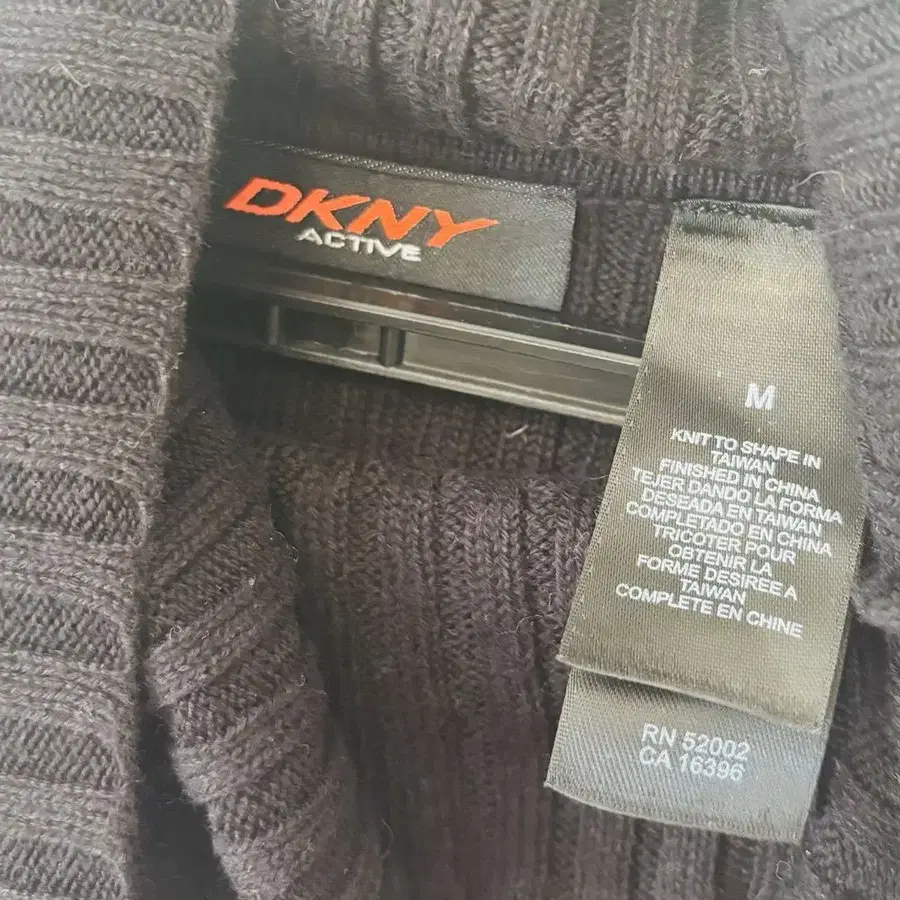 DKNY
ACTIVE
M
KNIT TO SHAPE IN
TAIWAN
FINISHED IN CHINA
TEJER DANDO LA FORMA
DESEADA EN TAIWAN
COMPLETADO EN CHINA
TRICOTER POUR
OBTENIR LA
FORME DESIREE A
TAIWAN
COMPLETE EN CHINE
RN 52002
CA 16396